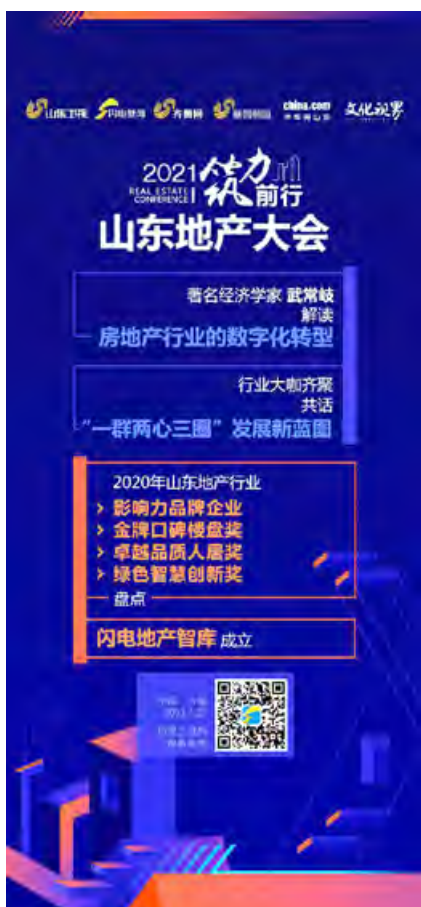 山东卫视 闪电新闻 齐鲁网 china.com 文化视界
2021 筑力前行
REAL ESTATE
CONFERENCE
山东地产大会
著名经济学家 武常岐
解读
房地产行业的数字化转型
行业大咖齐聚
共话
“一群两心三圈”发展新蓝图
2020年山东地产行业
> 影响力品牌企业
> 金牌口碑楼盘奖
> 卓越品质人居奖
> 绿色智慧创新奖
盘点
闪电地产智库 成立